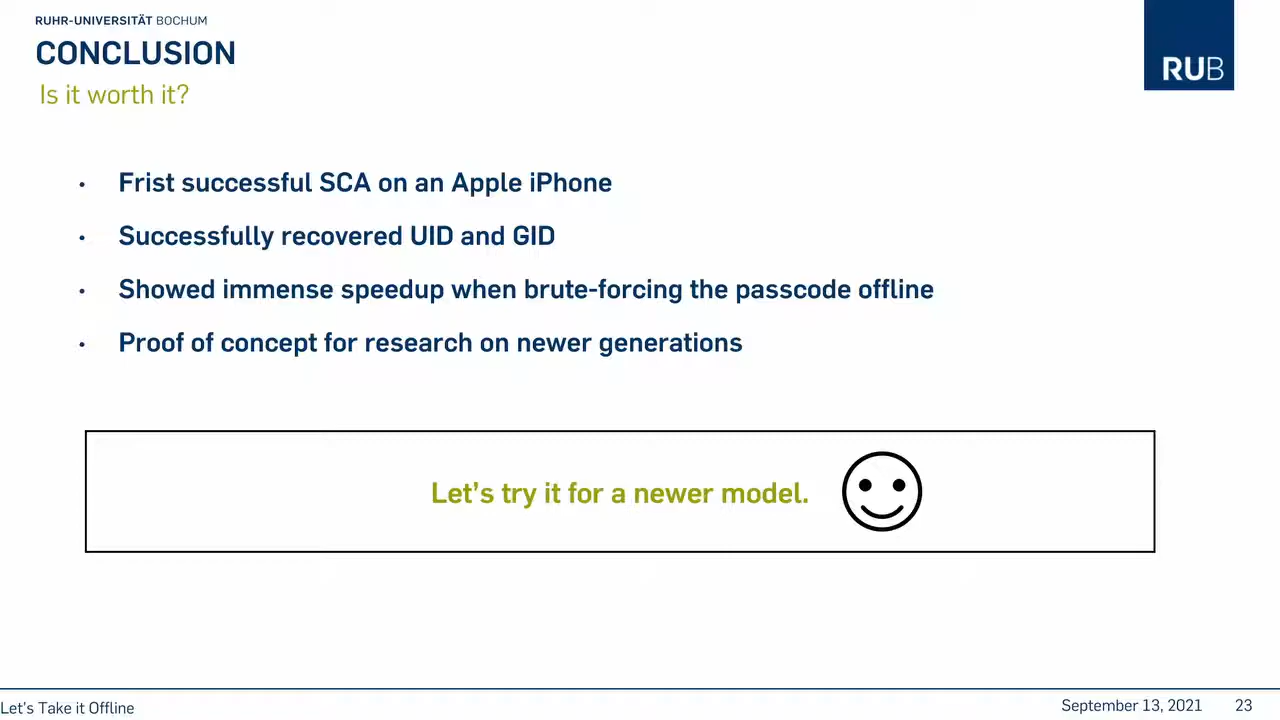 RUHR-UNIVERSITÄT BOCHUM
CONCLUSION
RUB
Is it worth it?
• Frist successful SCA on an Apple iPhone
• Successfully recovered UID and GID
• Showed immense speedup when brute-forcing the passcode offline
• Proof of concept for research on newer generations
Let's try it for a newer model.
Let's Take it Offline
September 13, 2021 23